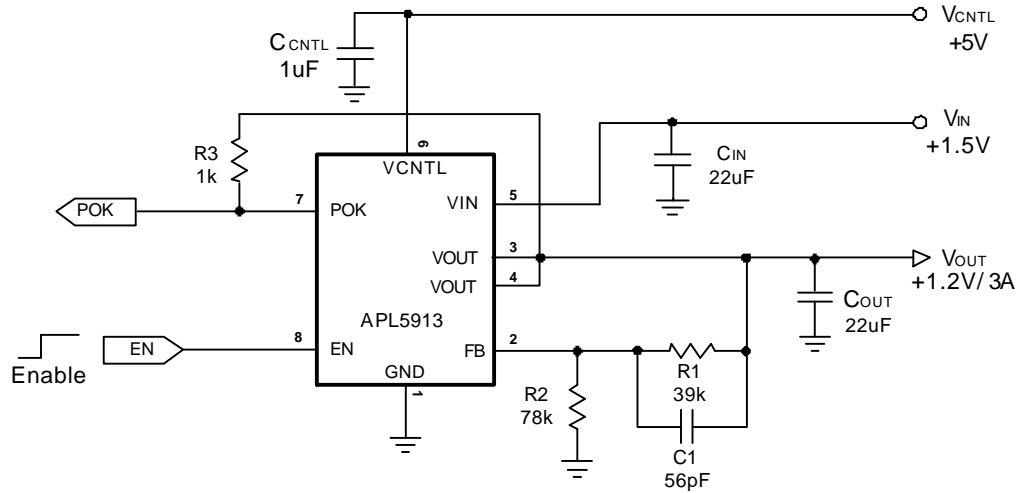 VCNTL
+5V
CCNTL
1uF
VIN
+1.5V
CIN
22uF
R3
1k
6
VCNTL
7
POK
POK
VIN
5
VOUT
3
VOUT
4
VOUT
+1.2V/3A
COUT
22uF
APL5913
EN
8
EN
Enable
FB
2
GND
1
R2
78k
R1
39k
C1
56pF